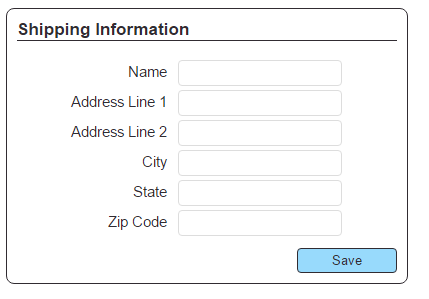 Shipping Information
Name
Address Line 1
Address Line 2
City
State
Zip Code
Save